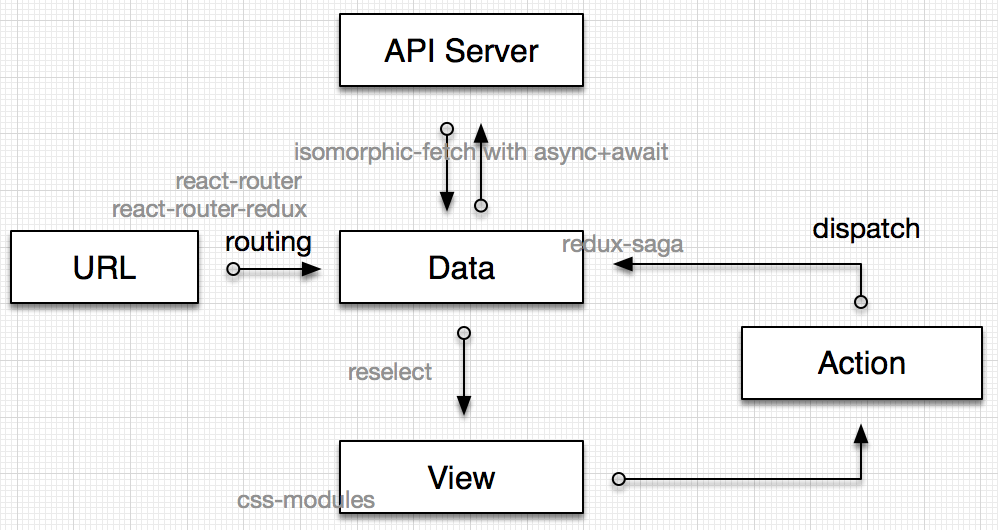 API Server
isomorphic-fetch with async+await
react-router
react-router-redux
routing
URL
Data
redux-saga
dispatch
reselect
Action
View
css-modules